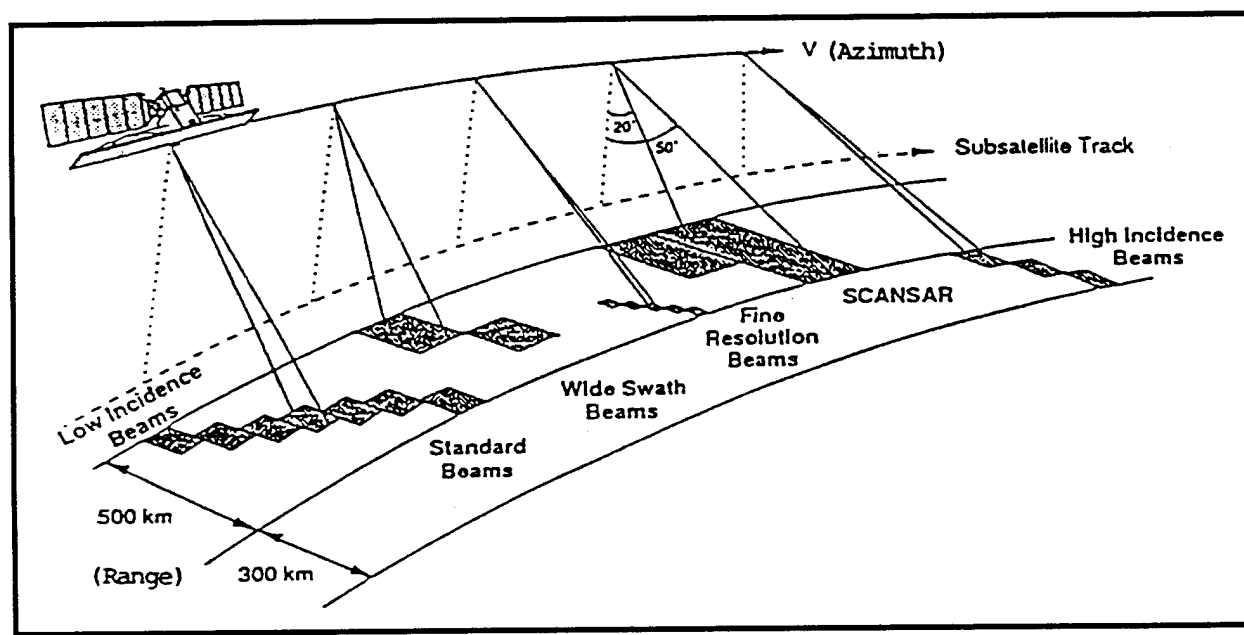 V (Azimuth)
20°
50°
Subsatellite Track
High Incidence
Beams
SCANSAR
Fine
Resolution
Beams
Wide Swath
Beams
Low Incidence
Beams
Standard
Beams
500 km
(Range)
300 km